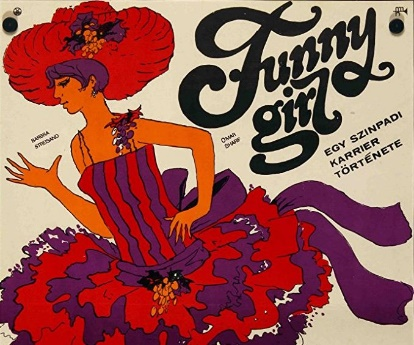 Funny
girl
EGY SZINPADI
KARRIER
TÖRTÉNETE
BARBRA
STREISAND
OMAR
SHARIF